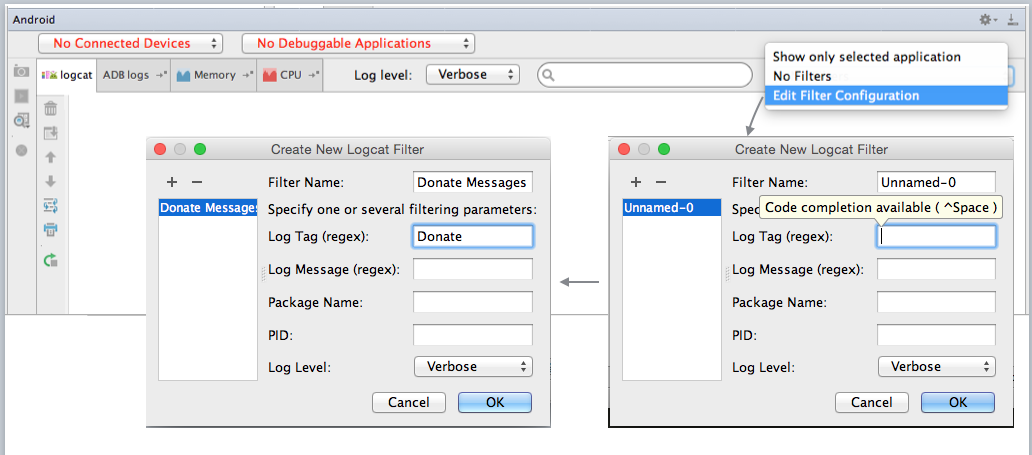 Android
No Connected Devices
No Debuggable Applications
logcat
ADB logs
Memory
CPU
Log level:
Verbose
Show only selected application
No Filters
Edit Filter Configuration
Create New Logcat Filter
+ −
Donate Messages
Filter Name: Donate Messages
Specify one or several filtering parameters:
Log Tag (regex): Donate
Log Message (regex):
Package Name:
PID:
Log Level: Verbose
Cancel OK
Create New Logcat Filter
+ −
Unnamed-0
Filter Name: Unnamed-0
Code completion available ( ^Space )
Log Tag (regex):
Log Message (regex):
Package Name:
PID:
Log Level: Verbose
Cancel OK